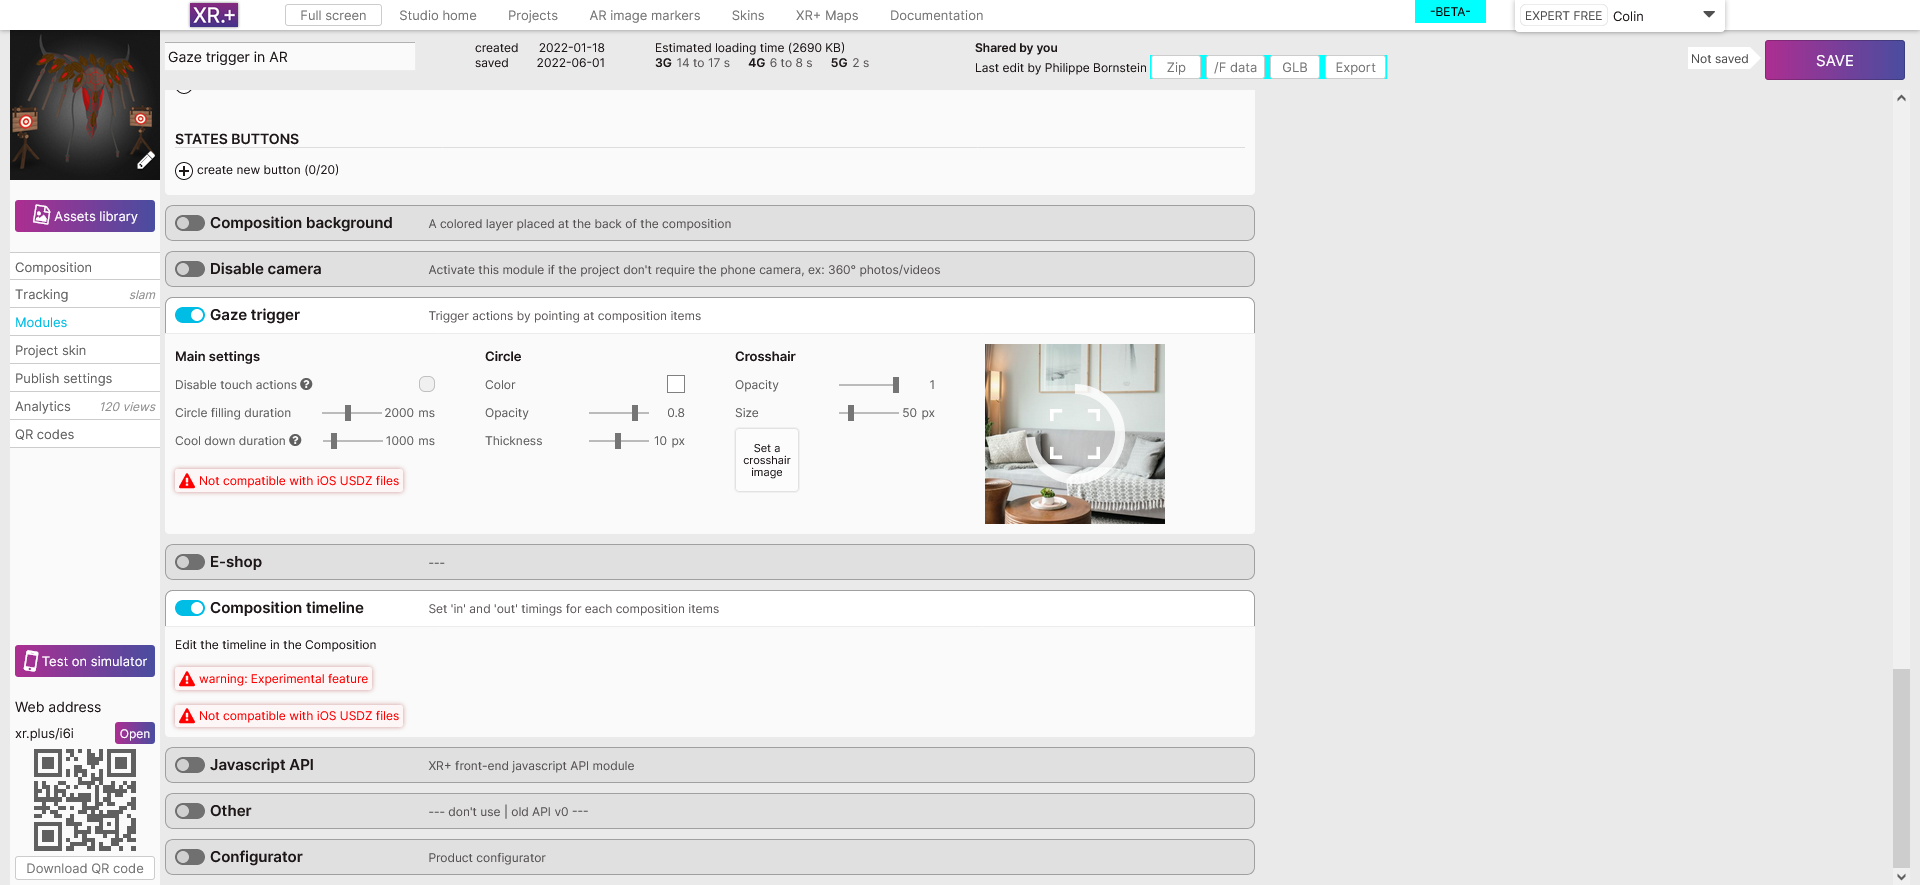 XR.+
Full screen
Studio home
Projects
AR image markers
Skins
XR+ Maps
Documentation
-BETA-
EXPERT FREE
Colin
Gaze trigger in AR
created 2022-01-18
saved 2022-06-01
Estimated loading time (2690 KB)
3G 14 to 17 s 4G 6 to 8 s 5G 2 s
Shared by you
Last edit by Philippe Bornstein
Zip
/F data
GLB
Export
Not saved
SAVE
Assets library
Composition
Tracking slam
Modules
Project skin
Publish settings
Analytics 120 views
QR codes
Test on simulator
Web address
xr.plus/i6i
Open
Download QR code
STATES BUTTONS
create new button (0/20)
Composition background A colored layer placed at the back of the composition
Disable camera Activate this module if the project don't require the phone camera, ex: 360° photos/videos
Gaze trigger Trigger actions by pointing at composition items
Main settings
Disable touch actions ?
Circle filling duration 2000 ms
Cool down duration ? 1000 ms
Not compatible with iOS USDZ files
Circle
Color
Opacity 0.8
Thickness 10 px
Crosshair
Opacity 1
Size 50 px
Set a
crosshair
image
E-shop ---
Composition timeline Set 'in' and 'out' timings for each composition items
Edit the timeline in the Composition
warning: Experimental feature
Not compatible with iOS USDZ files
Javascript API XR+ front-end javascript API module
Other --- don't use | old API v0 ---
Configurator Product configurator